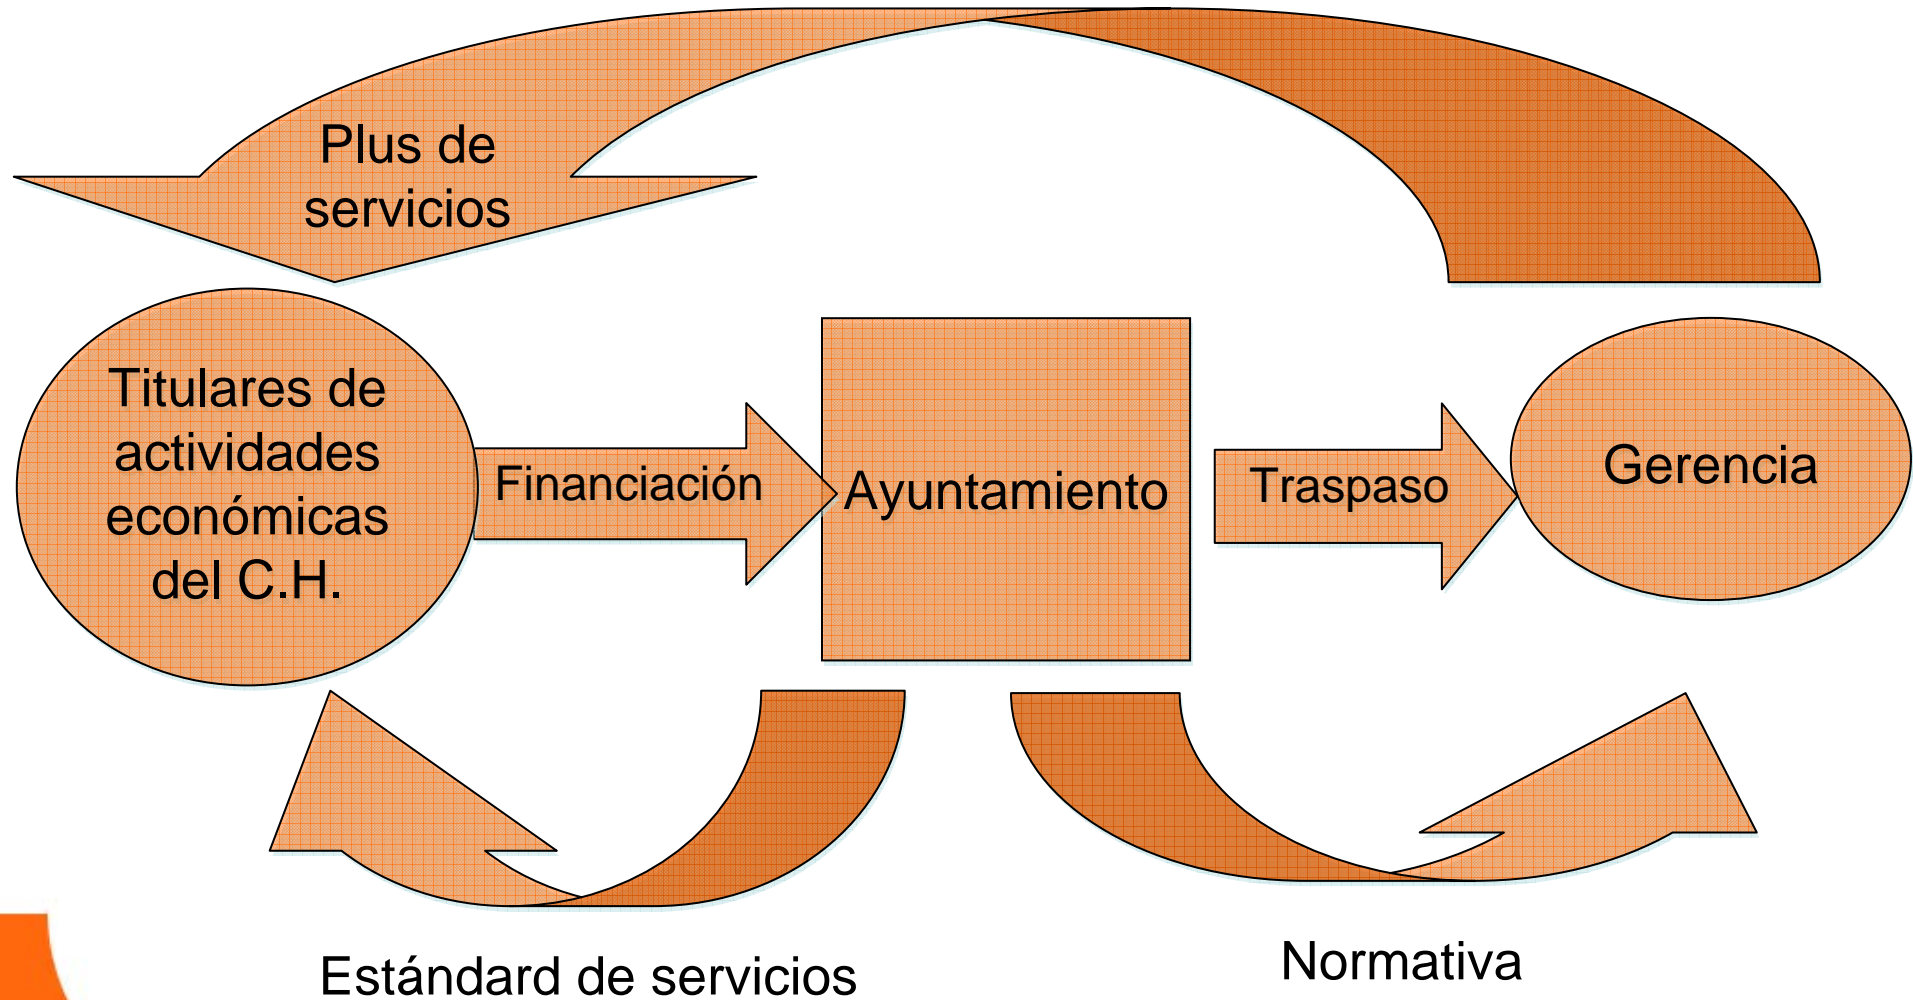 Plus de
servicios
Titulares de
actividades
económicas
del C.H.
Financiación
Ayuntamiento
Traspaso
Gerencia
Estándard de servicios
Normativa